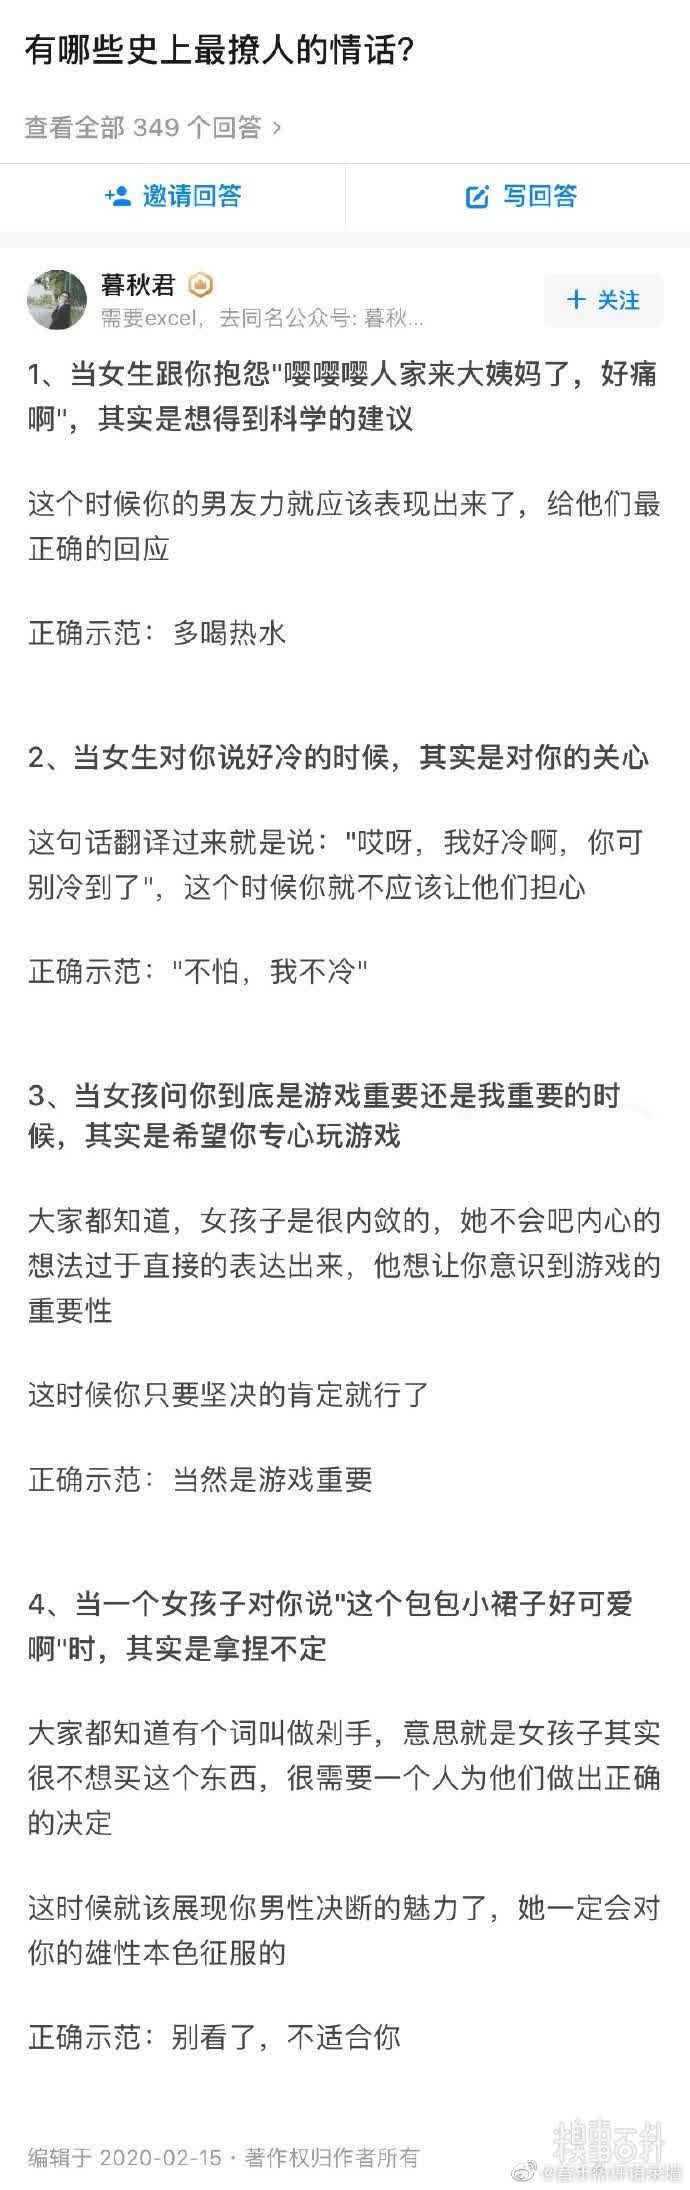 有哪些史上最撩人的情话?
查看全部 349 个回答 >
邀请回答
写回答
暮秋君
需要excel，去同名公众号: 暮秋...
+ 关注
1、当女生跟你抱怨"嘤嘤嘤人家来大姨妈了，好痛
啊"，其实是想得到科学的建议
这个时候你的男友力就应该表现出来了，给他们最
正确的回应
正确示范：多喝热水
2、当女生对你说好冷的时候，其实是对你的关心
这句话翻译过来就是说："哎呀，我好冷啊，你可
别冷到了"，这个时候你就不应该让他们担心
正确示范："不怕，我不冷"
3、当女孩问你到底是游戏重要还是我重要的时
候，其实是希望你专心玩游戏
大家都知道，女孩子是很内敛的，她不会吧内心的
想法过于直接的表达出来，他想让你意识到游戏的
重要性
这时候你只要坚决的肯定就行了
正确示范：当然是游戏重要
4、当一个女孩子对你说"这个包包小裙子好可爱
啊"时，其实是拿捏不定
大家都知道有个词叫做剁手，意思就是女孩子其实
很不想买这个东西，很需要一个人为他们做出正确
的决定
这时候就该展现你男性决断的魅力了，她一定会对
你的雄性本色征服的
正确示范：别看了，不适合你
编辑于 2020-02-15 · 著作权归作者所有